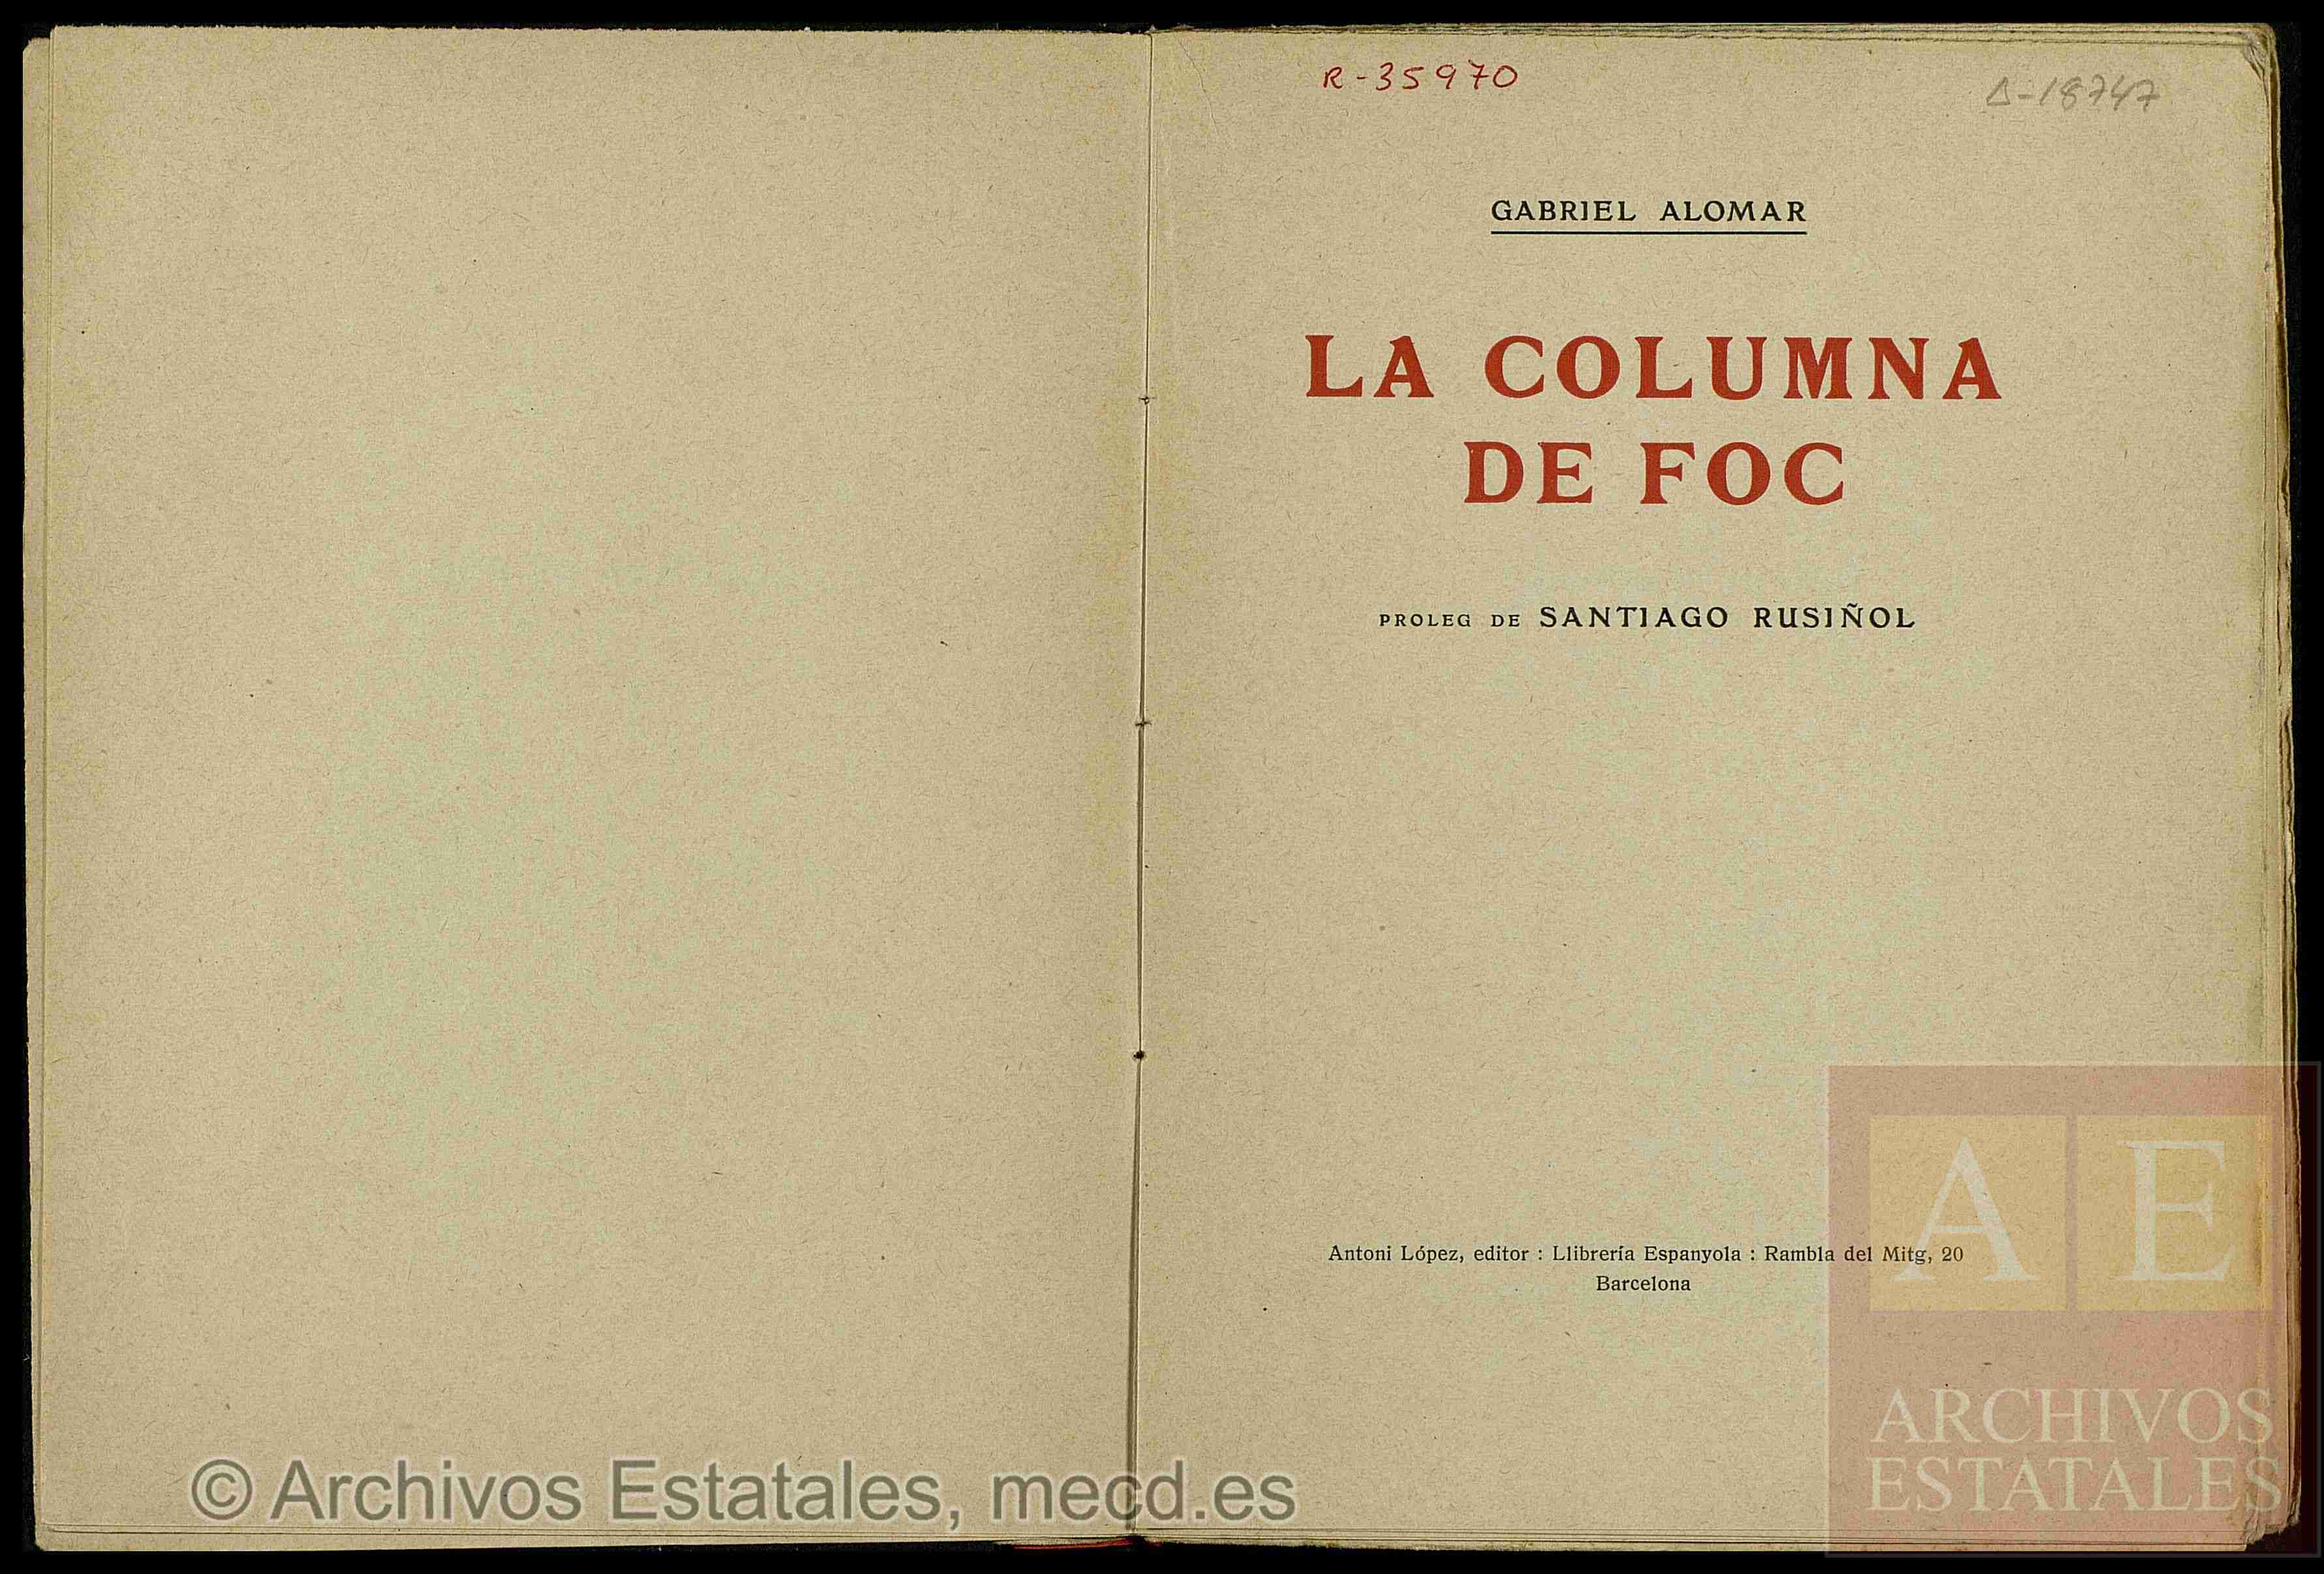 R-35970
Δ-18747
GABRIEL ALOMAR
LA COLUMNA
DE FOC
PROLEG DE SANTIAGO RUSIÑOL
Antoni López, editor : Llibrería Espanyola : Rambla del Mitg, 20
Barcelona
A E
ARCHIVOS
ESTATALES
© Archivos Estatales, mecd.es